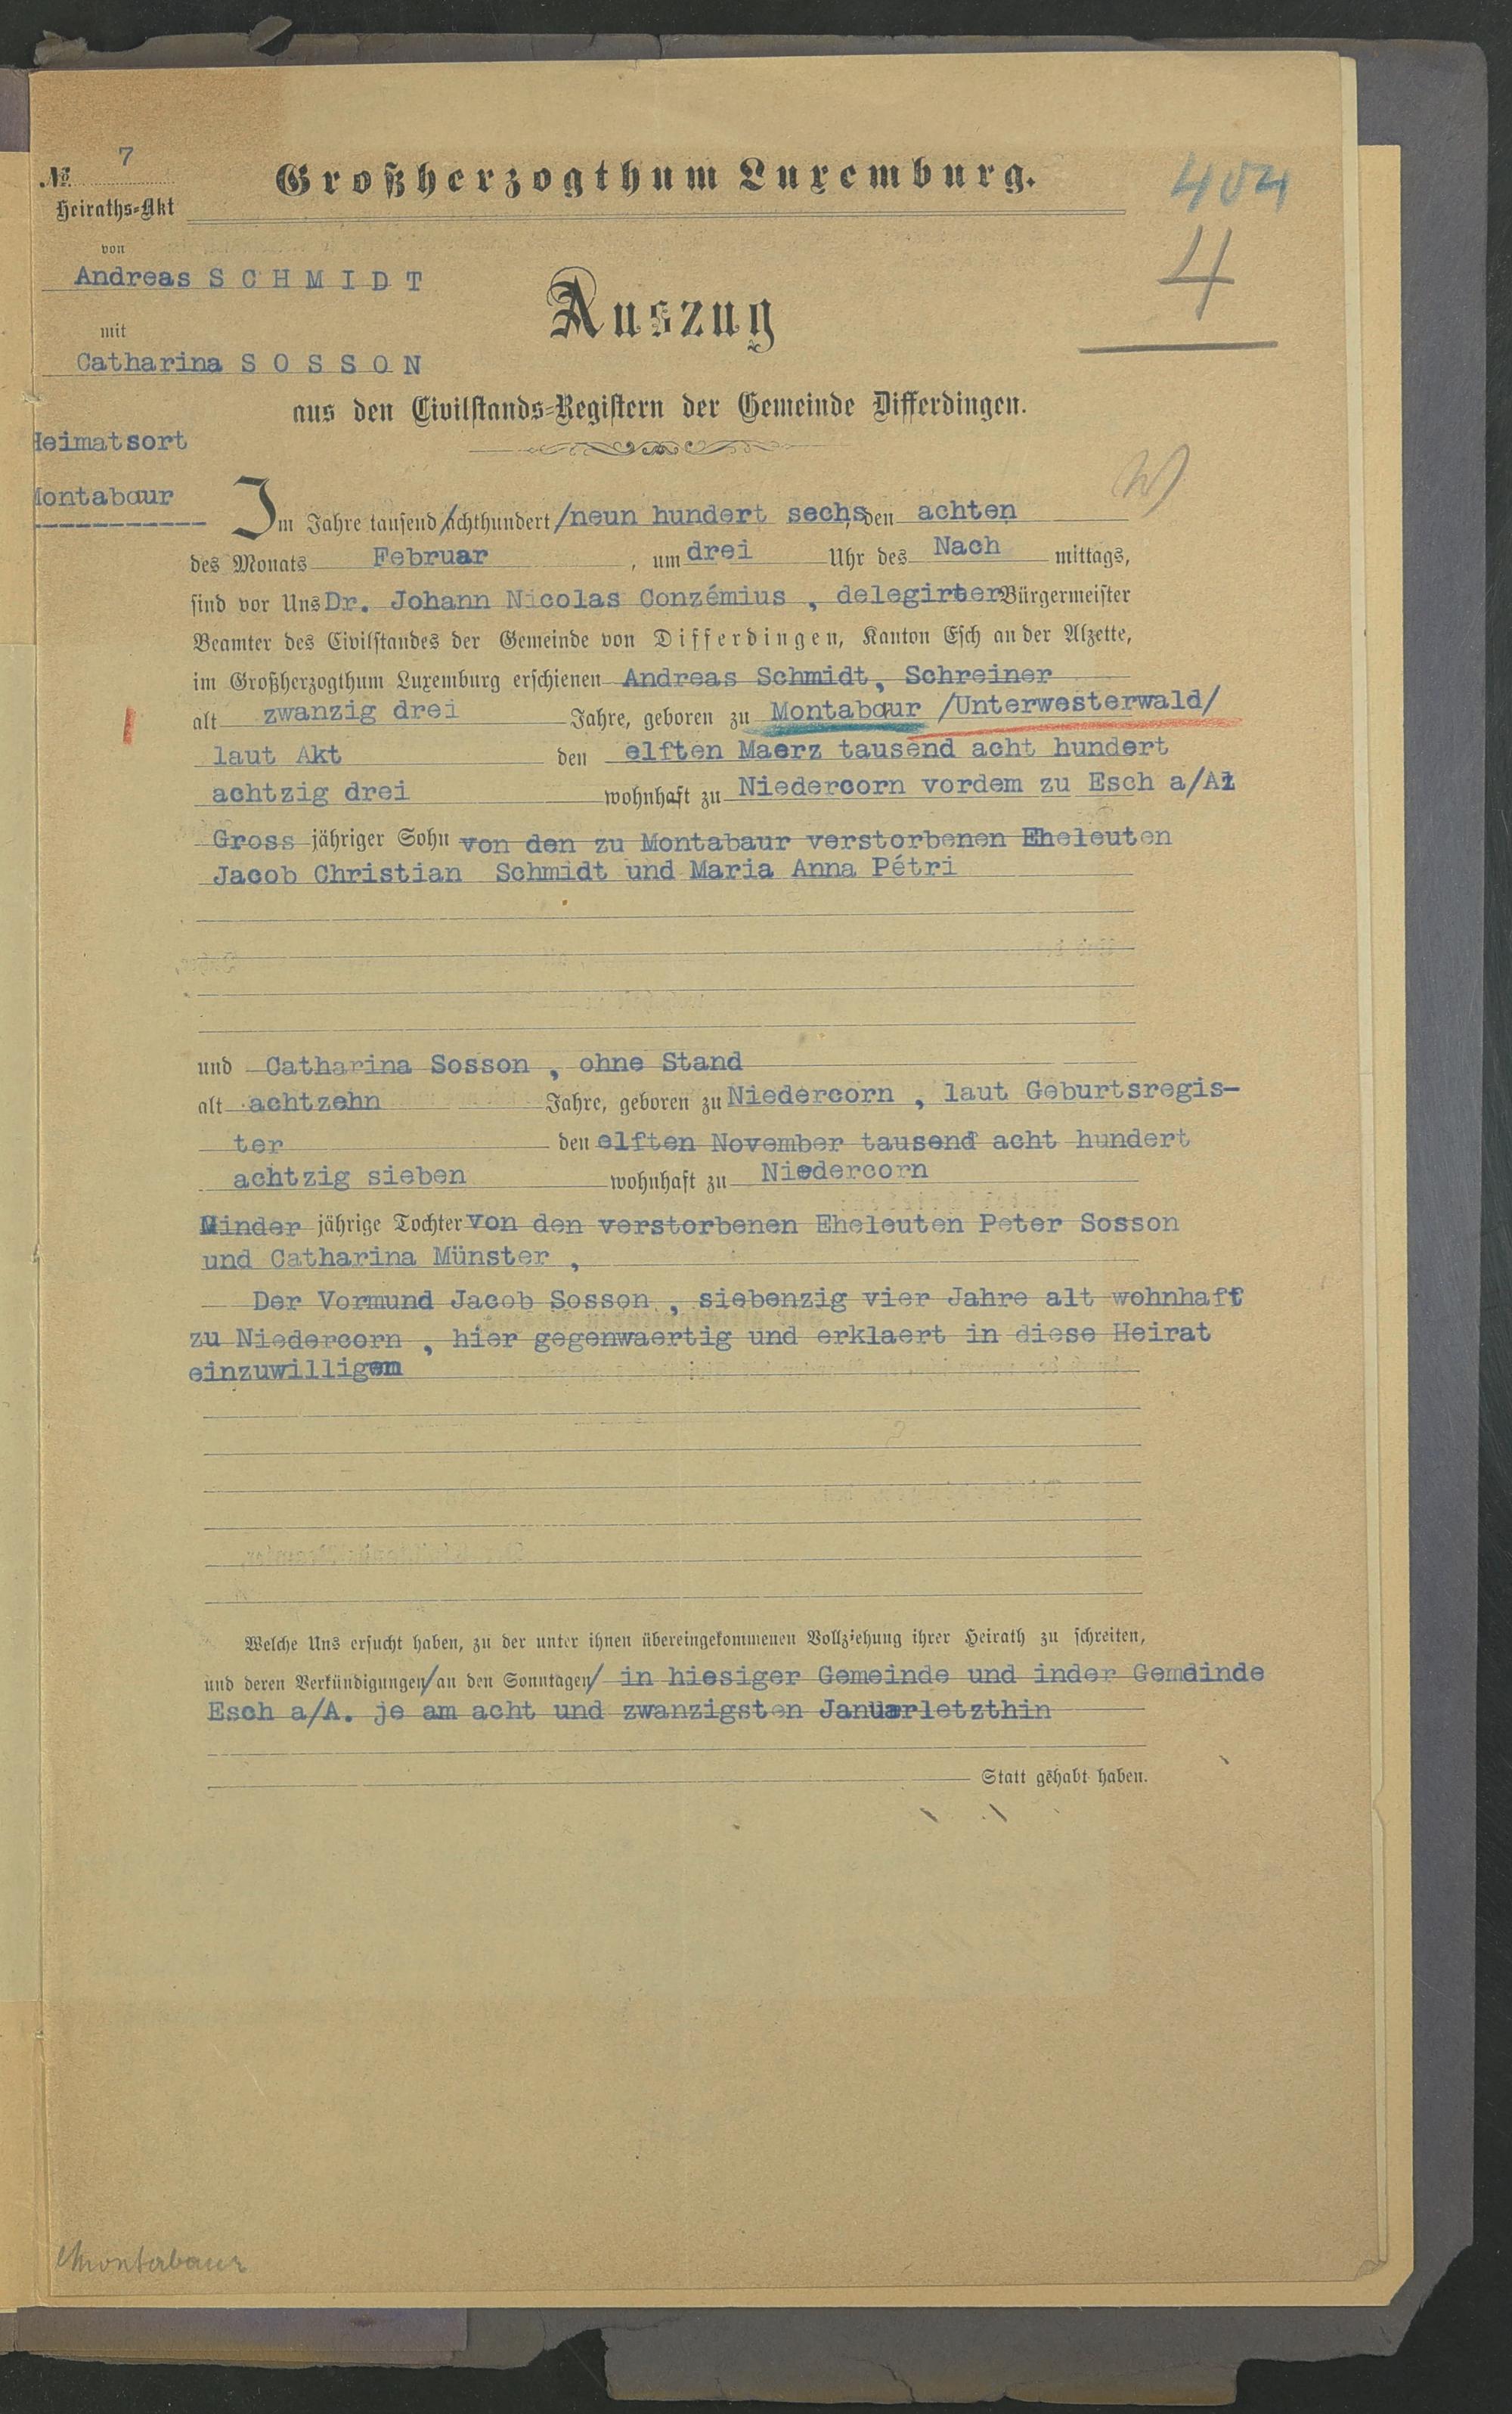 № 7
Großherzogthum Luxemburg.
404
Heiraths-Akt
von
Andreas S C H M I D T
4
Auszug
mit
Catharina S O S S O N
aus den Civilstands-Registern der Gemeinde Differdingen.
Heimatsort
Montabaur
Im Jahre tausend /achthundert /neun hundert sechs, den achten
des Monats Februar , um drei Uhr des Nach mittags,
sind vor Uns Dr. Johann Nicolas Conzémius , delegirter Bürgermeister
Beamter des Civilstandes der Gemeinde von Differdingen, Kanton Esch an der Alzette,
im Großherzogthum Luxemburg erschienen Andreas Schmidt, Schreiner
alt zwanzig drei Jahre, geboren zu Montabaur /Unterwesterwald/
laut Akt den elften Maerz tausend acht hundert
achtzig drei wohnhaft zu Niedercorn vordem zu Esch a/Al
Gross jähriger Sohn von den zu Montabaur verstorbenen Eheleuten
Jacob Christian Schmidt und Maria Anna Pétri
und Catharina Sosson , ohne Stand
alt achtzehn Jahre, geboren zu Niedercorn , laut Geburtsregis-
ter den elften November tausend acht hundert
achtzig sieben wohnhaft zu Niedercorn
Minder jährige Tochter von den verstorbenen Eheleuten Peter Sosson
und Catharina Münster ,
Der Vormund Jacob Sosson , siebenzig vier Jahre alt wohnhaft
zu Niedercorn , hier gegenwaertig und erklaert in diese Heirat
einzuwilligen
Welche Uns ersucht haben, zu der unter ihnen übereingekommenen Vollziehung ihrer Heirath zu schreiten,
und deren Verkündigungen/an den Sonntagen/ in hiesiger Gemeinde und inder Gemeinde
Esch a/A. je am acht und zwanzigsten Januarletzthin
Statt gehabt haben.
Montabaur